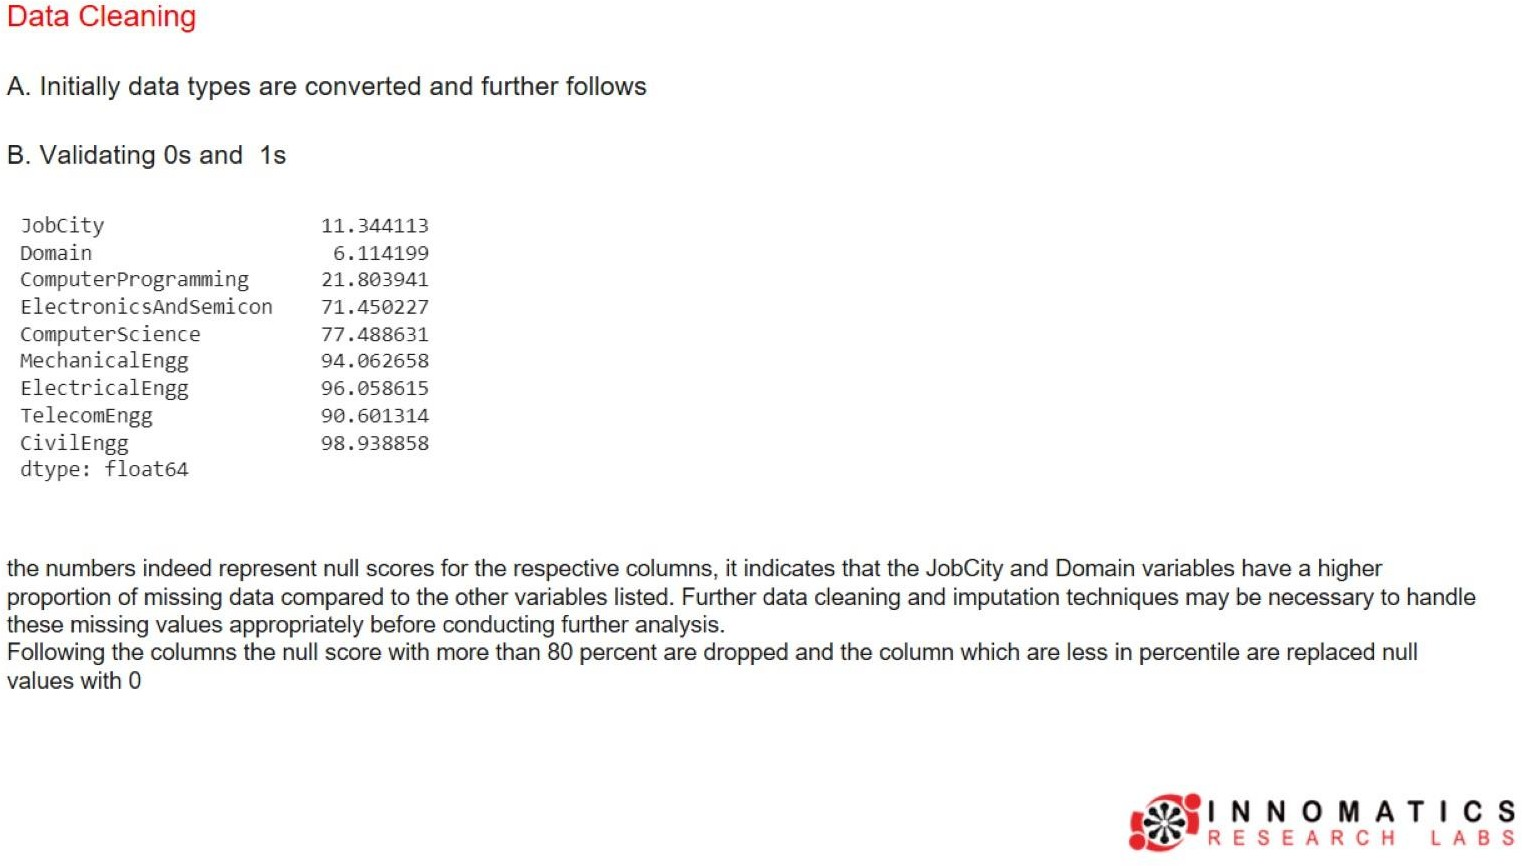 Data Cleaning
A. Initially data types are converted and further follows
B. Validating 0s and 1s
JobCity 11.344113
Domain 6.114199
ComputerProgramming 21.803941
ElectronicsAndSemicon 71.450227
ComputerScience 77.488631
MechanicalEngg 94.062658
ElectricalEngg 96.058615
TelecomEngg 90.601314
CivilEngg 98.938858
dtype: float64
the numbers indeed represent null scores for the respective columns, it indicates that the JobCity and Domain variables have a higher
proportion of missing data compared to the other variables listed. Further data cleaning and imputation techniques may be necessary to handle
these missing values appropriately before conducting further analysis.
Following the columns the null score with more than 80 percent are dropped and the column which are less in percentile are replaced null
values with 0
INNOMATICS
RESEARCH LABS